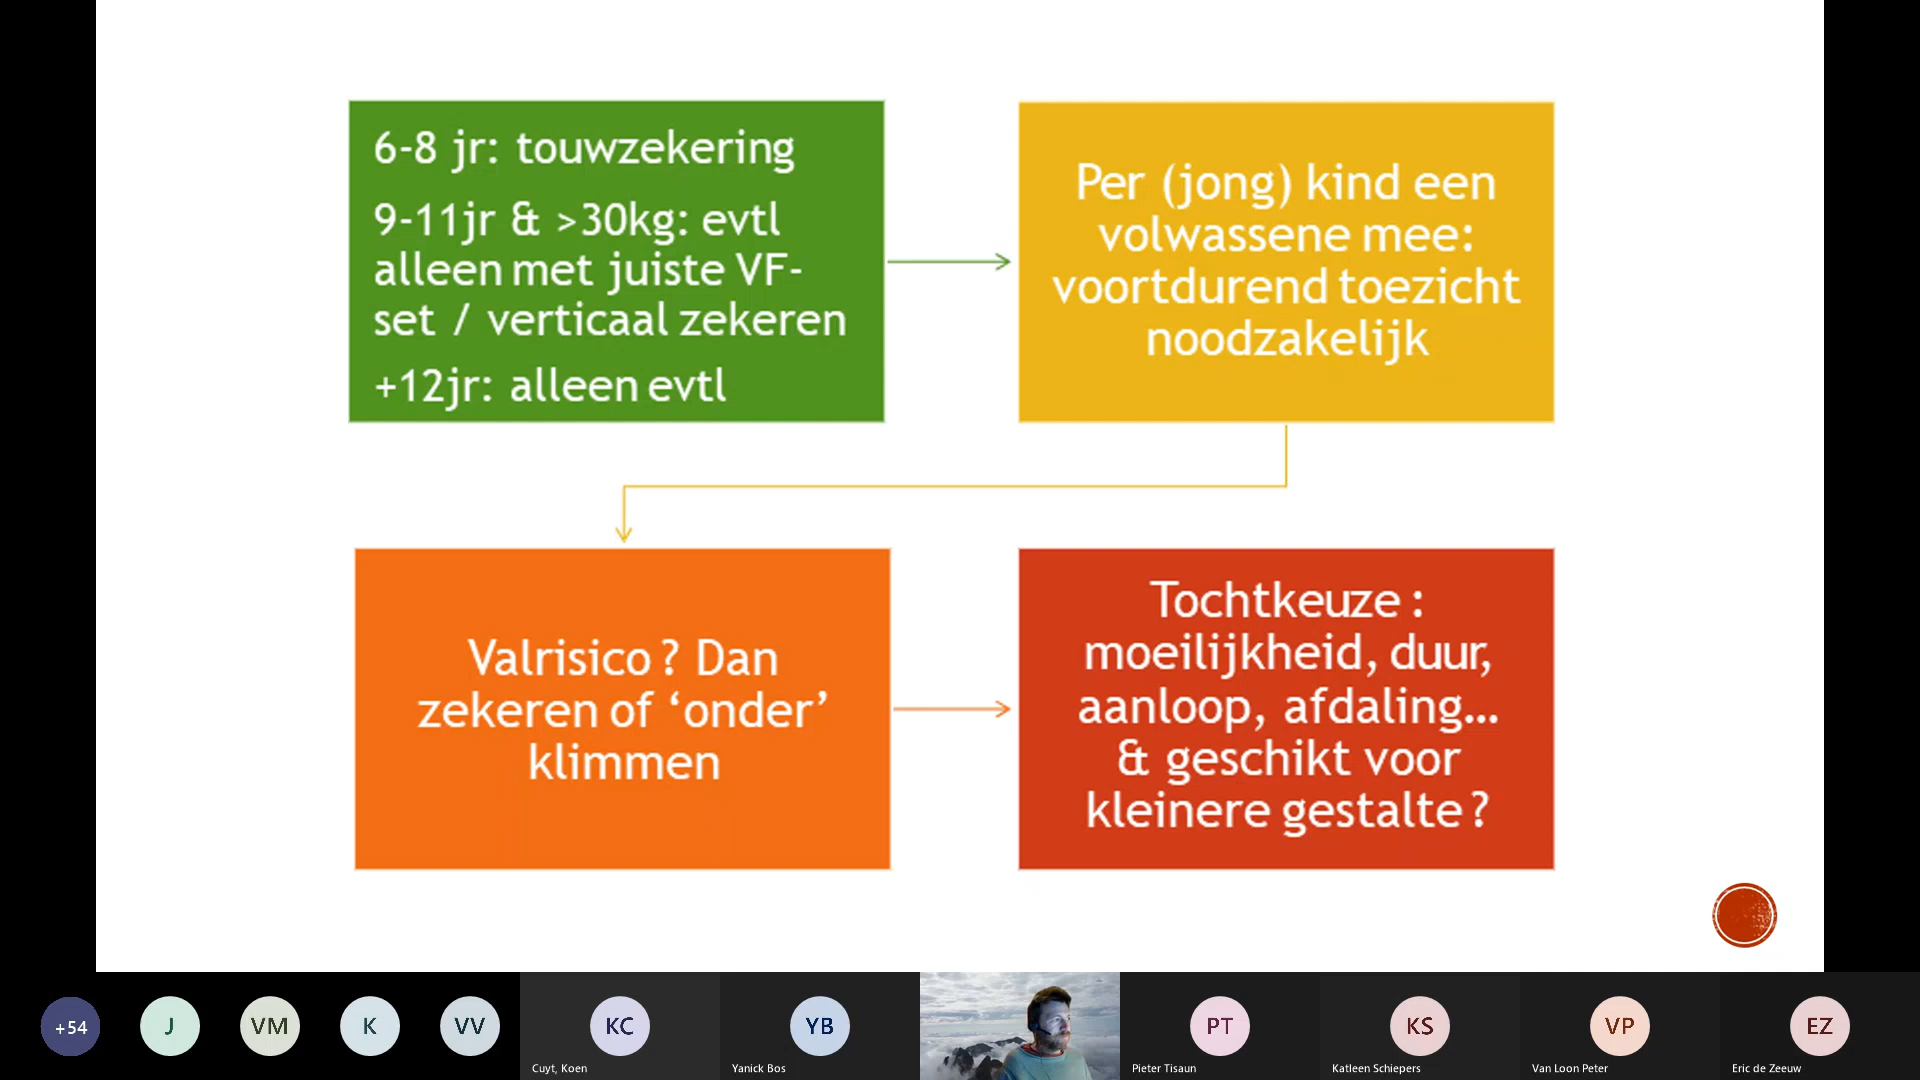 6-8 jr: touwzekering
9-11jr & >30kg: evtl
alleen met juiste VF-
set / verticaal zekeren
+12jr: alleen evtl
Per (jong) kind een
volwassene mee:
voortdurend toezicht
noodzakelijk
Valrisico ? Dan
zekeren of ‘onder’
klimmen
Tochtkeuze :
moeilijkheid, duur,
aanloop, afdaling...
& geschikt voor
kleinere gestalte ?
+54
J
VM
K
VV
KC
Cuyt, Koen
YB
Yanick Bos
PT
Pieter Tisaun
KS
Katleen Schiepers
VP
Van Loon Peter
EZ
Eric de Zeeuw